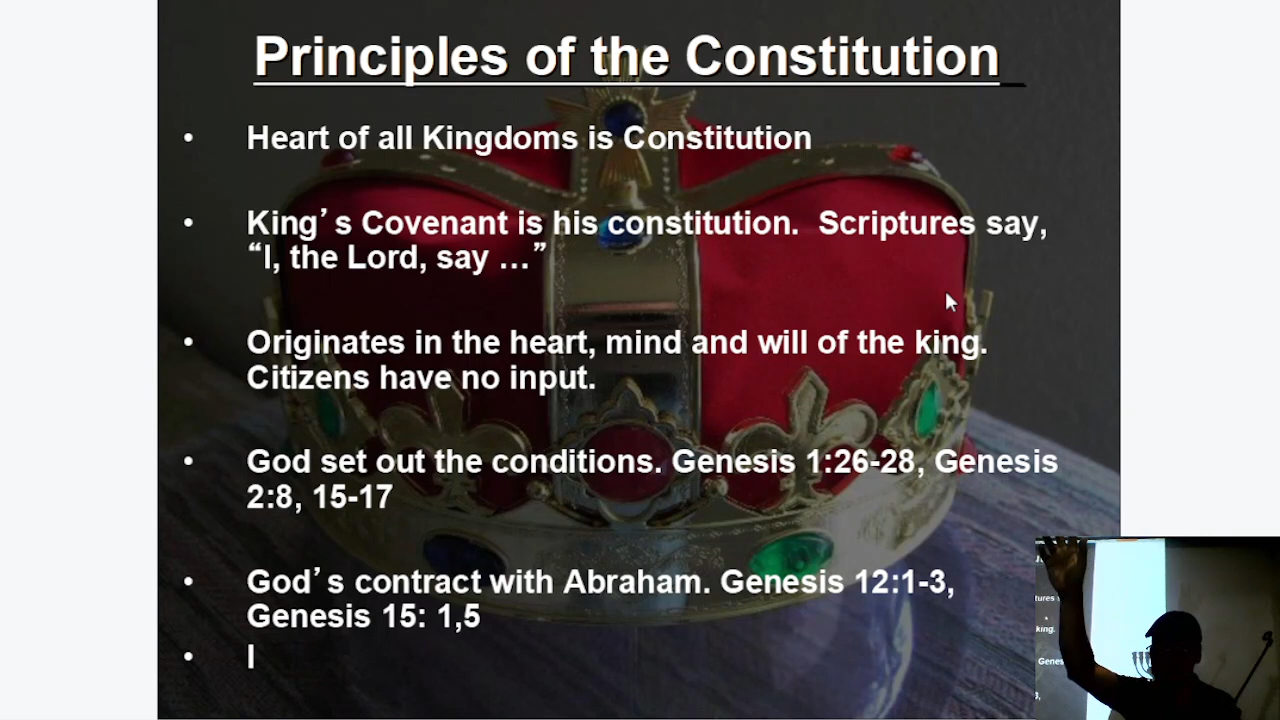 Principles of the Constitution
• Heart of all Kingdoms is Constitution
• King’s Covenant is his constitution. Scriptures say,
“I, the Lord, say …”
• Originates in the heart, mind and will of the king.
Citizens have no input.
• God set out the conditions. Genesis 1:26-28, Genesis
2:8, 15-17
• God’s contract with Abraham. Genesis 12:1-3,
Genesis 15: 1,5
• I
tures
king.
Genes